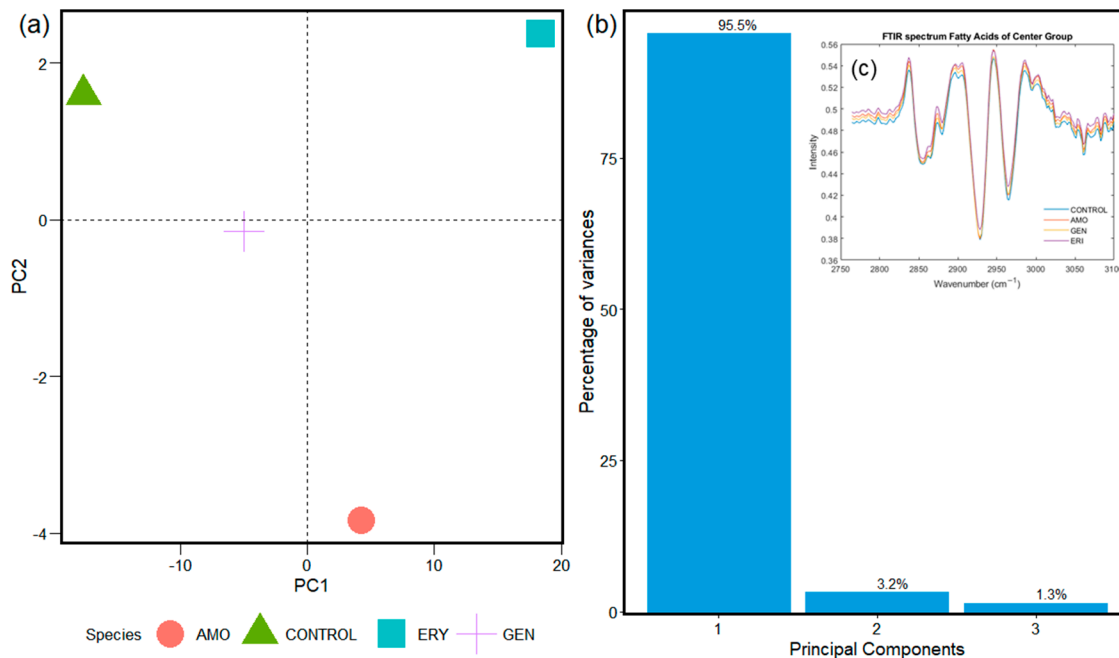 (a)
2
0
-2
-4
PC2
-10
0
10
20
PC1
Species
AMO
CONTROL
ERY
GEN
(b)
95.5%
3.2%
1.3%
75
50
25
0
Percentage of variances
1
2
3
Principal Components
FTIR spectrum Fatty Acids of Center Group
(c)
0.56
0.54
0.52
0.5
0.48
0.46
0.44
0.42
0.4
0.38
0.36
Intensity
CONTROL
AMO
GEN
ERI
2750
2800
2850
2900
2950
3000
3050
3100
Wavenumber (cm⁻¹)